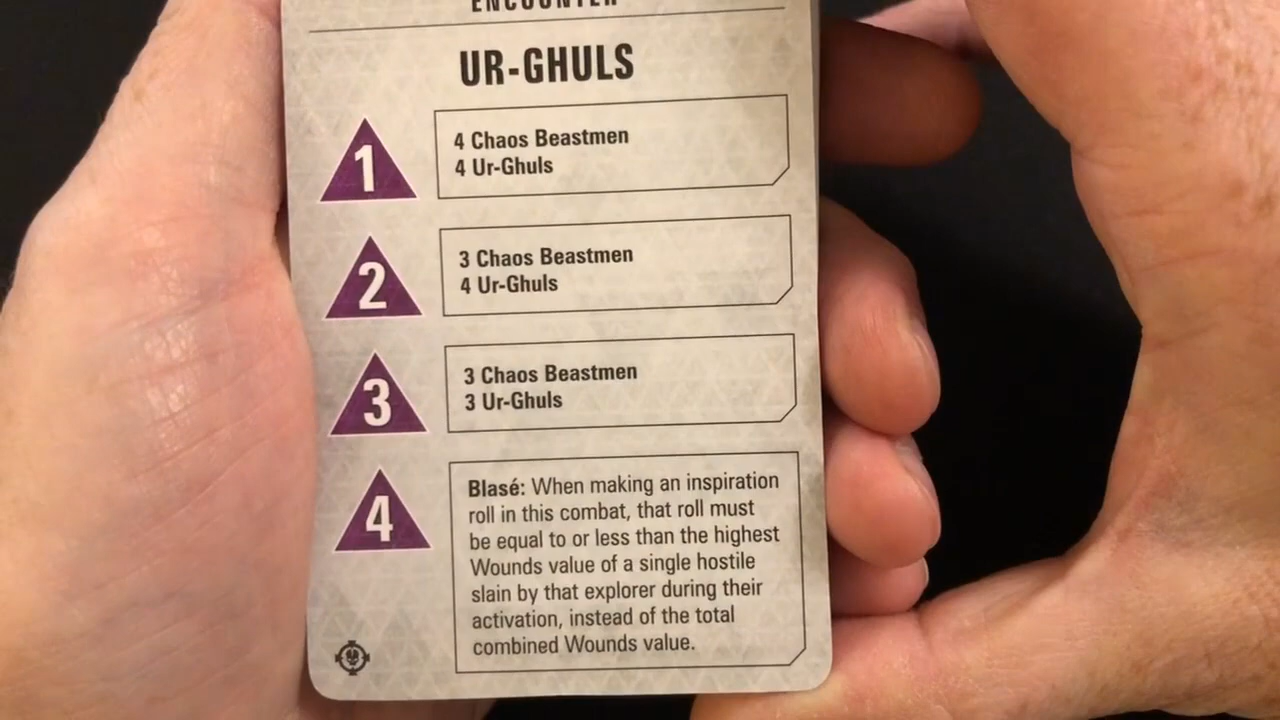 ENCOUNTER
UR-GHULS
1
4 Chaos Beastmen
4 Ur-Ghuls
2
3 Chaos Beastmen
4 Ur-Ghuls
3
3 Chaos Beastmen
3 Ur-Ghuls
4
Blasé: When making an inspiration
roll in this combat, that roll must
be equal to or less than the highest
Wounds value of a single hostile
slain by that explorer during their
activation, instead of the total
combined Wounds value.